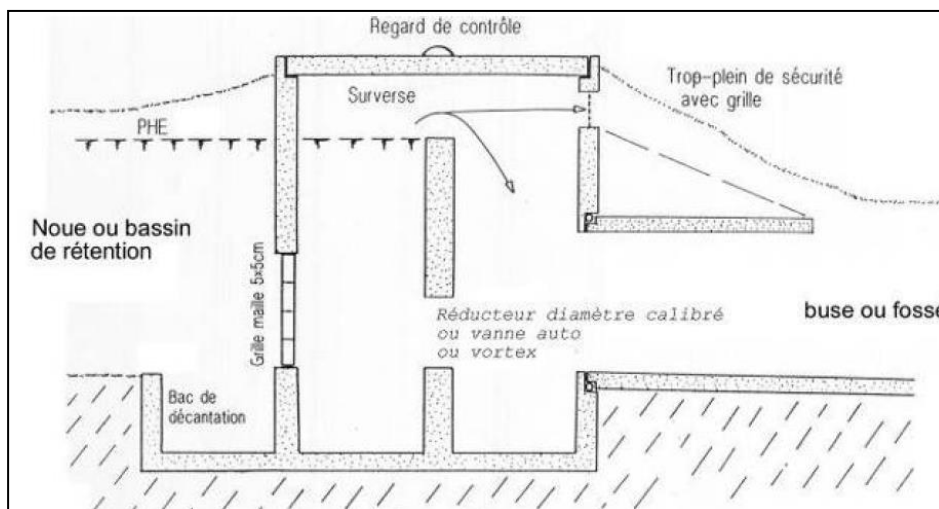 Regard de contrôle
Trop-plein de sécurité
avec grille
Surverse
PHE
Noue ou bassin
de rétention
Grille maille 5x5cm
Réducteur diamètre calibré
ou vanne auto
ou vortex
buse ou fossé
Bac de
décantation